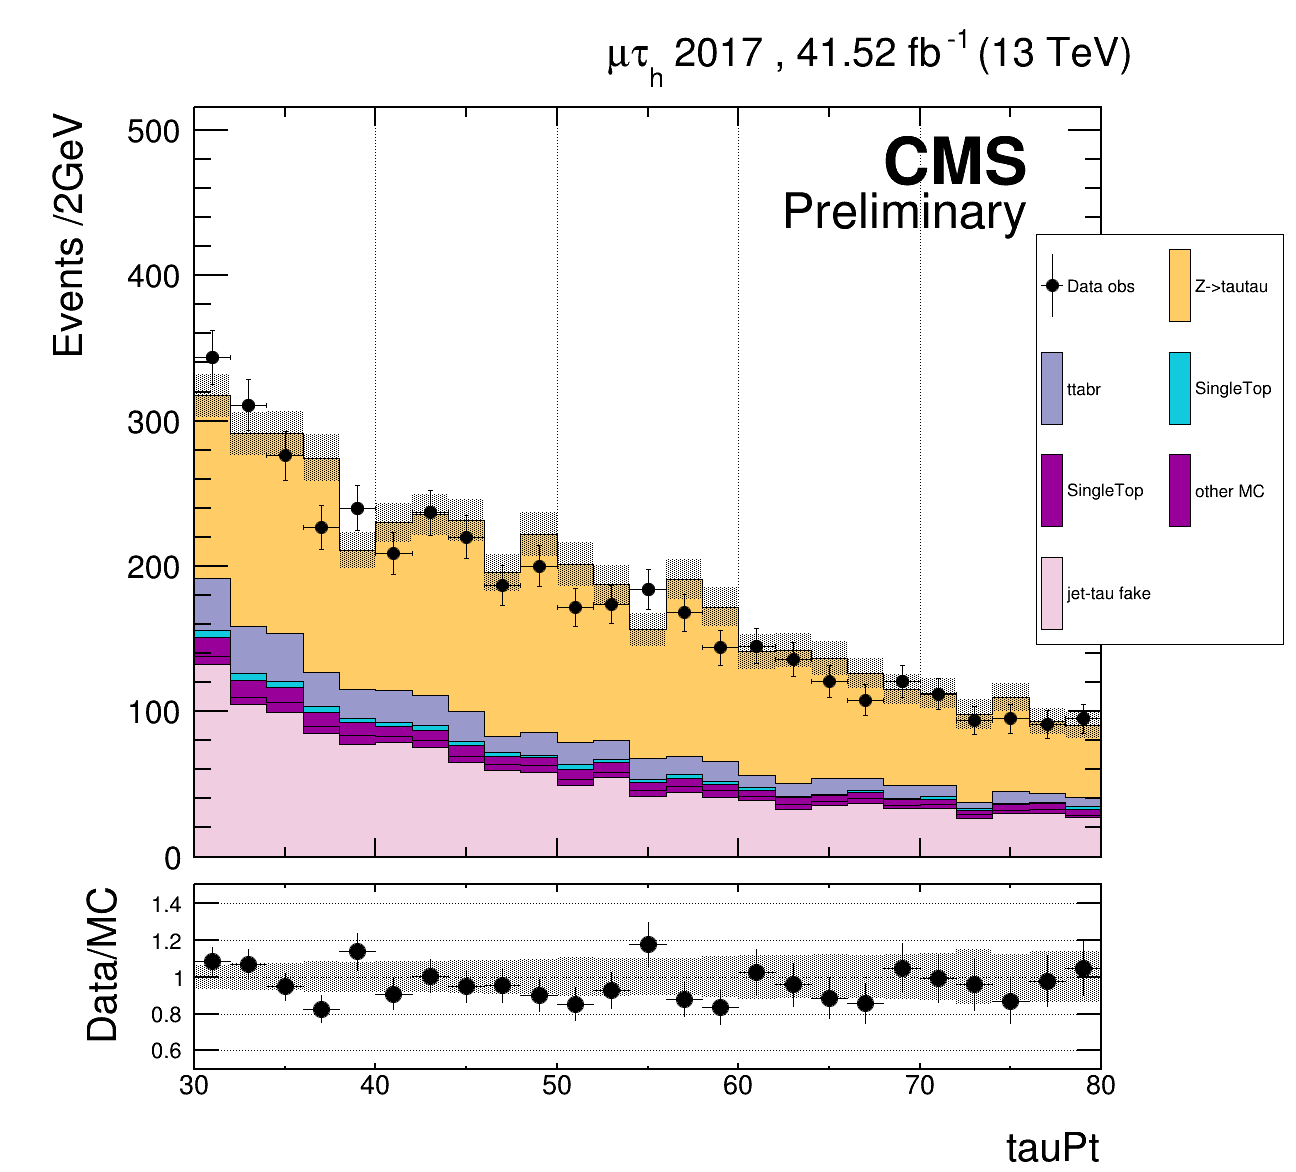 μτh 2017 , 41.52 fb-1 (13 TeV)
Events /2GeV
500
400
300
200
100
0
CMS
Preliminary
Data obs
Z->tautau
ttabr
SingleTop
SingleTop
other MC
jet-tau fake
Data/MC
1.4
1.2
1
0.8
0.6
30 40 50 60 70 80
tauPt